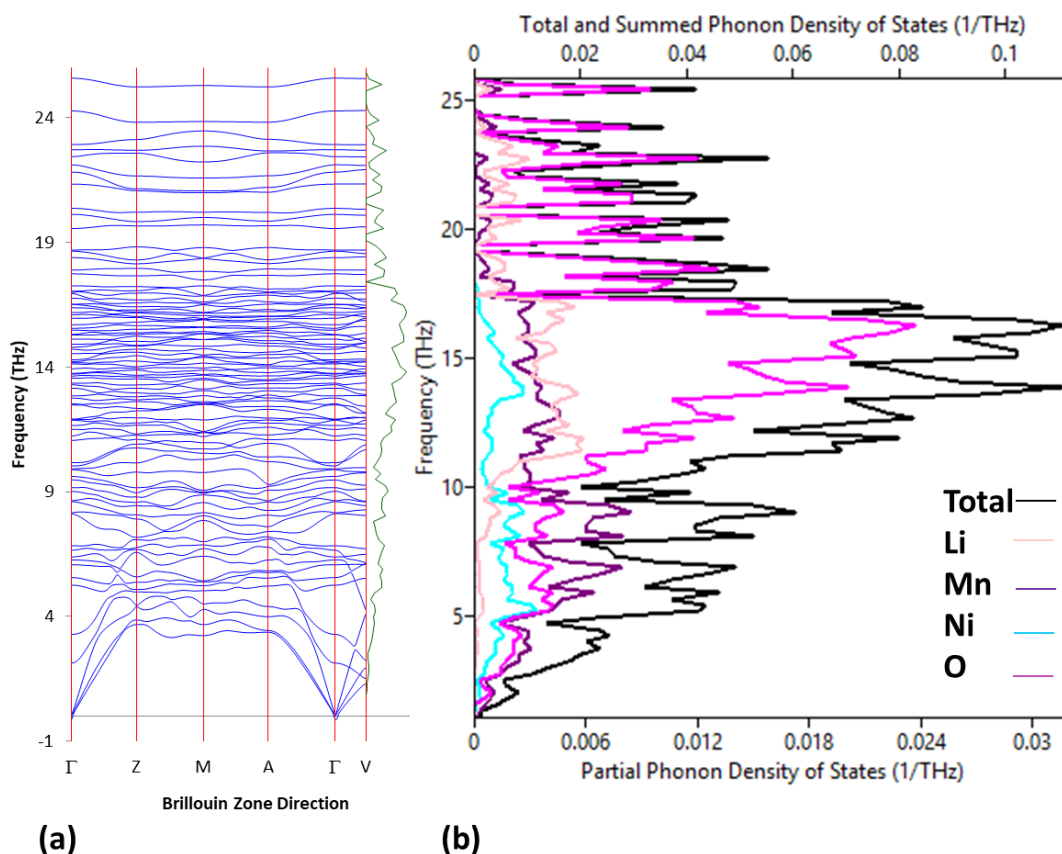 24
19
14
9
4
-1
Frequency (THz)
Γ Z M A Γ V
Brillouin Zone Direction
(a)
Total and Summed Phonon Density of States (1/THz)
0 0.02 0.04 0.06 0.08 0.1
25
20
15
10
5
Frequency (THz)
Total
Li
Mn
Ni
O
0 0.006 0.012 0.018 0.024 0.03
Partial Phonon Density of States (1/THz)
(b)